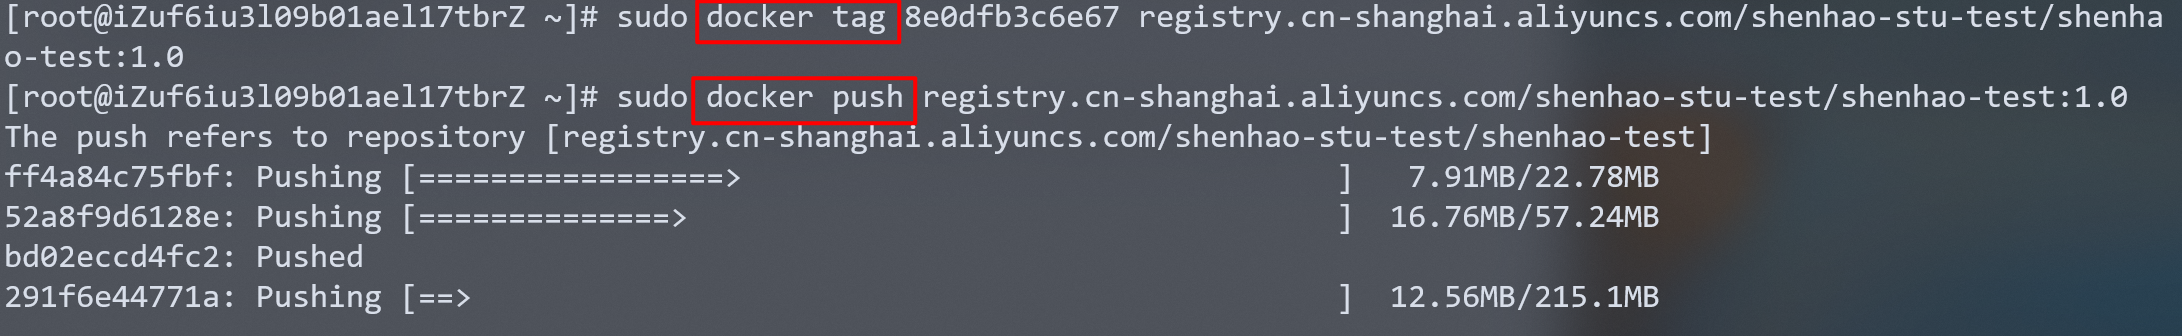 [root@iZuf6iu3l09b01ael17tbrZ ~]# sudo docker tag 8e0dfb3c6e67 registry.cn-shanghai.aliyuncs.com/shenhao-stu-test/shenha
o-test:1.0
[root@iZuf6iu3l09b01ael17tbrZ ~]# sudo docker push registry.cn-shanghai.aliyuncs.com/shenhao-stu-test/shenhao-test:1.0
The push refers to repository [registry.cn-shanghai.aliyuncs.com/shenhao-stu-test/shenhao-test]
ff4a84c75fbf: Pushing [=================>                                 ]   7.91MB/22.78MB
52a8f9d6128e: Pushing [==============>                                    ]  16.76MB/57.24MB
bd02eccd4fc2: Pushed
291f6e44771a: Pushing [==>                                                ]  12.56MB/215.1MB